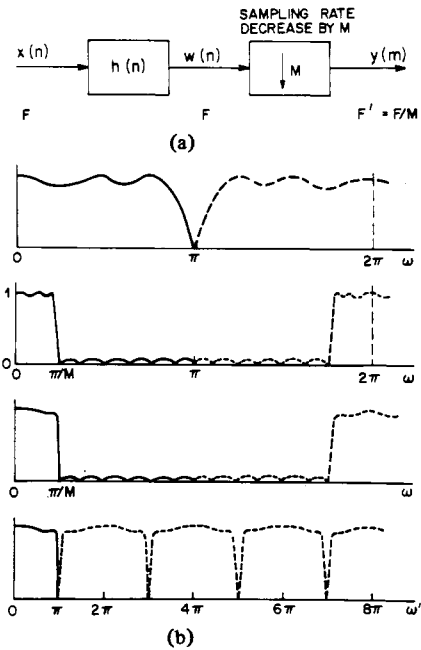 SAMPLING RATE
DECREASE BY M
x(n) h(n) w(n) ↓ M y(m)
F F F' = F/M
(a)
0 π 2π ω
1
0
0 π/M π 2π ω
0 π/M ω
0 π 2π 4π 6π 8π ω'
(b)